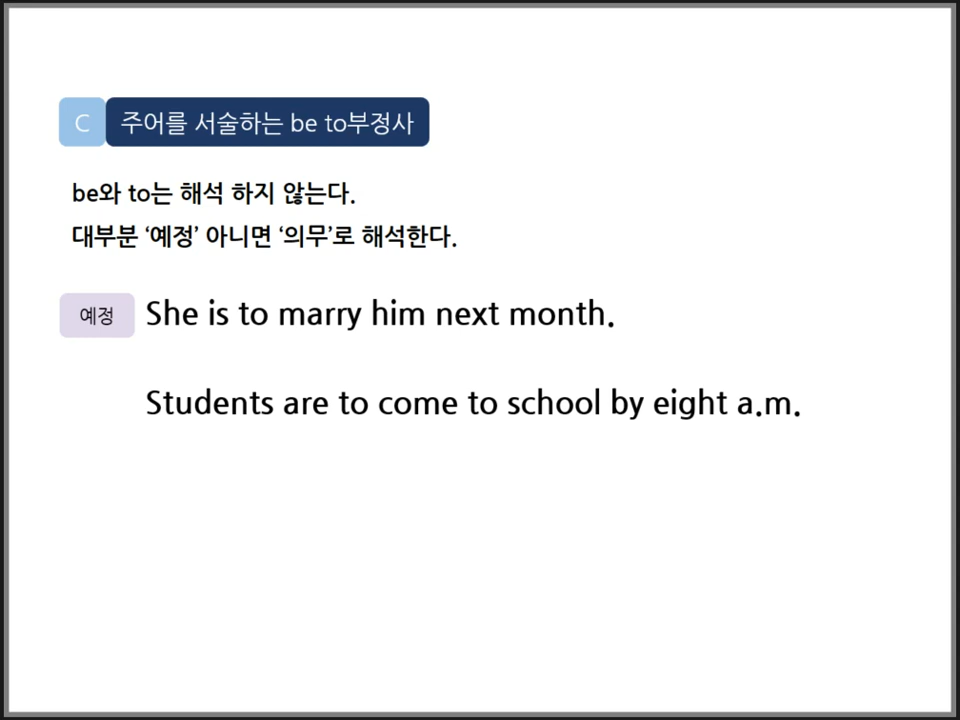 C 주어를 서술하는 be to부정사
be와 to는 해석 하지 않는다.
대부분 ‘예정’ 아니면 ‘의무’로 해석한다.
예정 She is to marry him next month.
Students are to come to school by eight a.m.